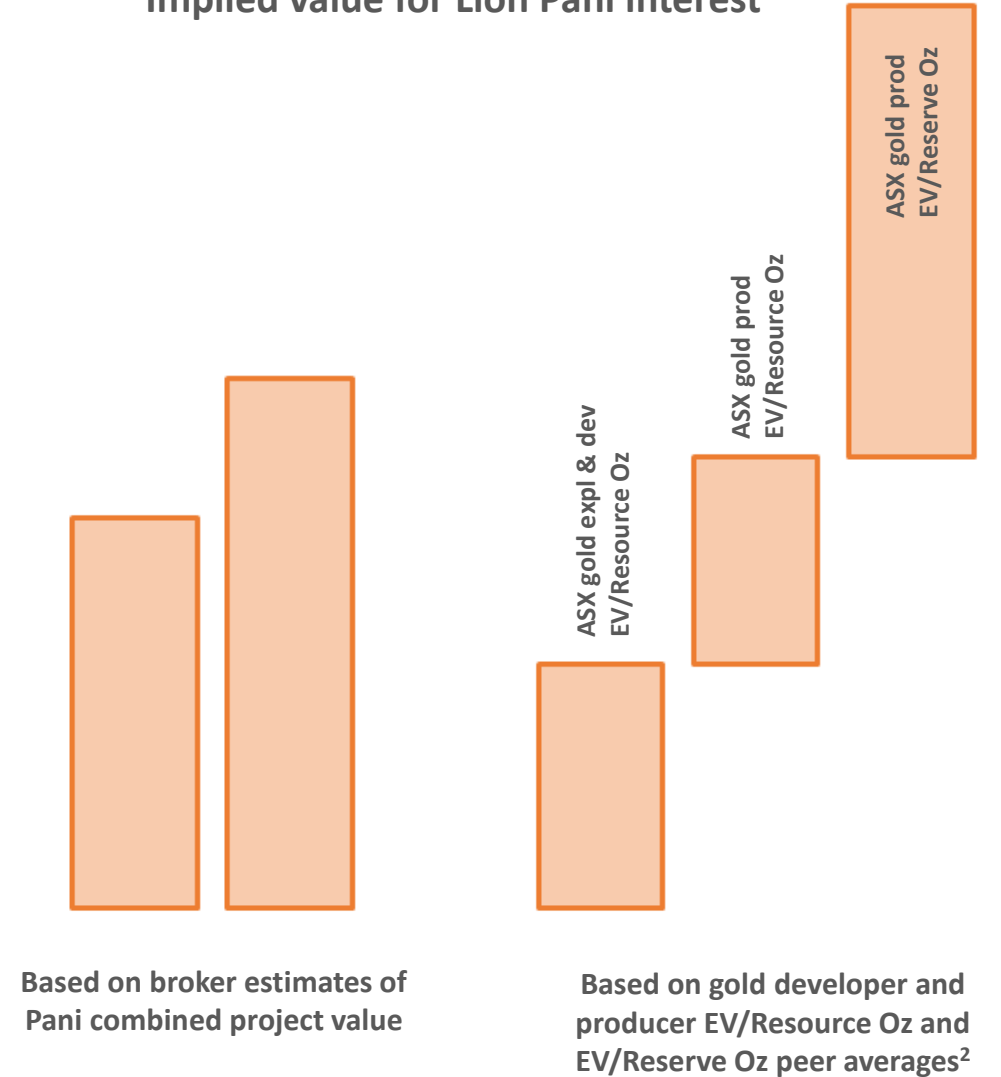 Implied value for Lion Pani interest
ASX gold prod
EV/Reserve Oz
ASX gold prod
EV/Resource Oz
ASX gold expl & dev
EV/Resource Oz
Based on broker estimates of
Pani combined project value
Based on gold developer and
producer EV/Resource Oz and
EV/Reserve Oz peer averages²